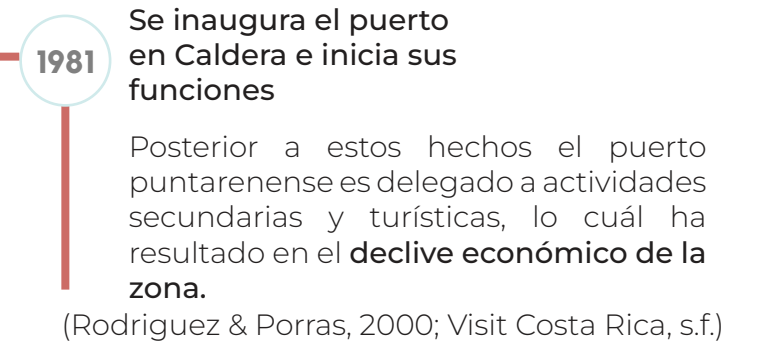 1981
Se inaugura el puerto
en Caldera e inicia sus
funciones
Posterior a estos hechos el puerto
puntarenense es delegado a actividades
secundarias y turísticas, lo cuál ha
resultado en el declive económico de la
zona.
(Rodriguez & Porras, 2000; Visit Costa Rica, s.f.)